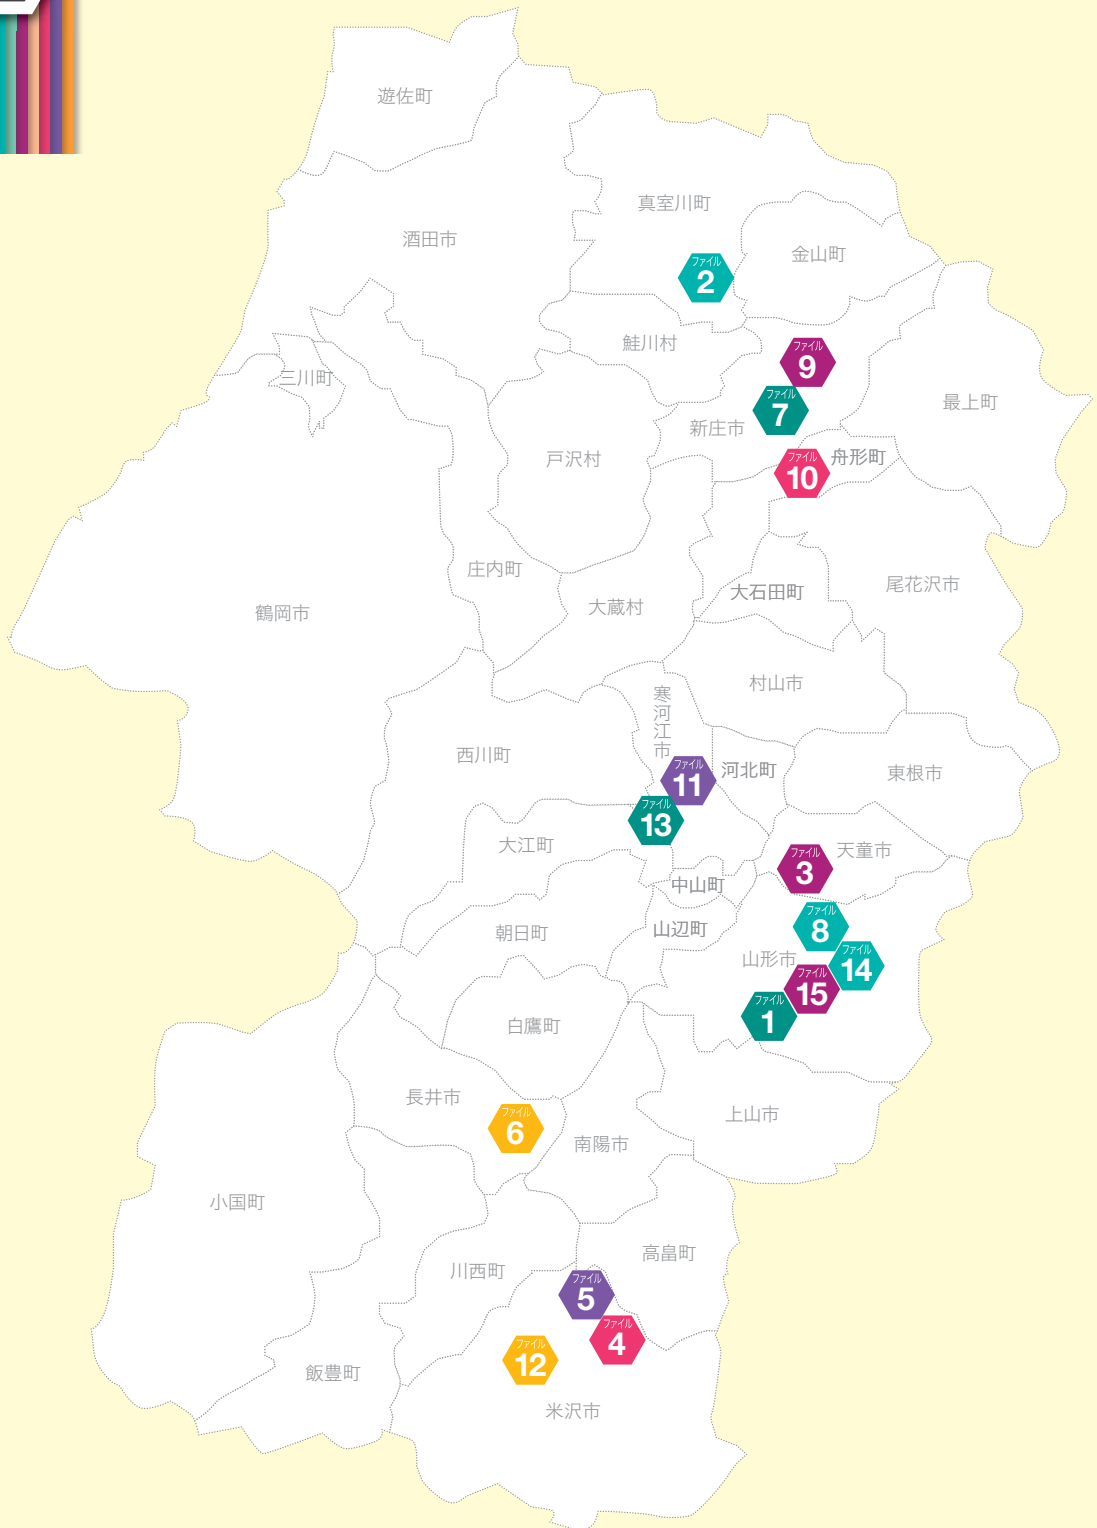 遊佐町
真室川町
酒田市
金山町
ファイル
2
鮭川村
ファイル
9
三川町
最上町
ファイル
7
新庄市
戸沢村
舟形町
ファイル
10
庄内町
大石田町
尾花沢市
大蔵村
鶴岡市
村山市
寒河江市
西川町
河北町
東根市
ファイル
11
ファイル
13
大江町
天童市
ファイル
3
中山町
朝日町
山辺町
ファイル
8
山形市
ファイル
14
ファイル
15
ファイル
1
白鷹町
長井市
上山市
ファイル
6
南陽市
小国町
高畠町
川西町
ファイル
5
ファイル
4
ファイル
12
飯豊町
米沢市